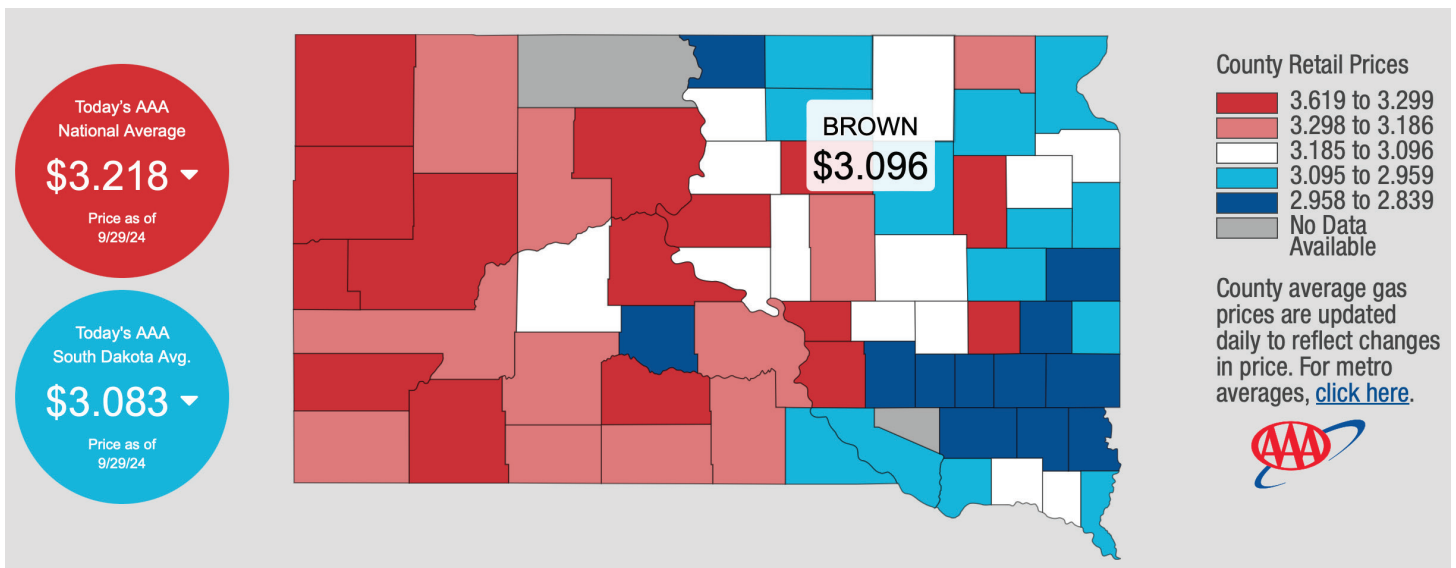 Today's AAA
National Average
$3.218
Price as of
9/29/24
Today's AAA
South Dakota Avg.
$3.083
Price as of
9/29/24
BROWN
$3.096
County Retail Prices
3.619 to 3.299
3.298 to 3.186
3.185 to 3.096
3.095 to 2.959
2.958 to 2.839
No Data
Available
County average gas
prices are updated
daily to reflect changes
in price. For metro
averages, click here.
AAA